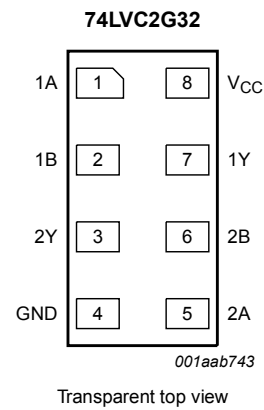 74LVC2G32
1A 1 8 VCC
1B 2 7 1Y
2Y 3 6 2B
GND 4 5 2A
001aab743
Transparent top view